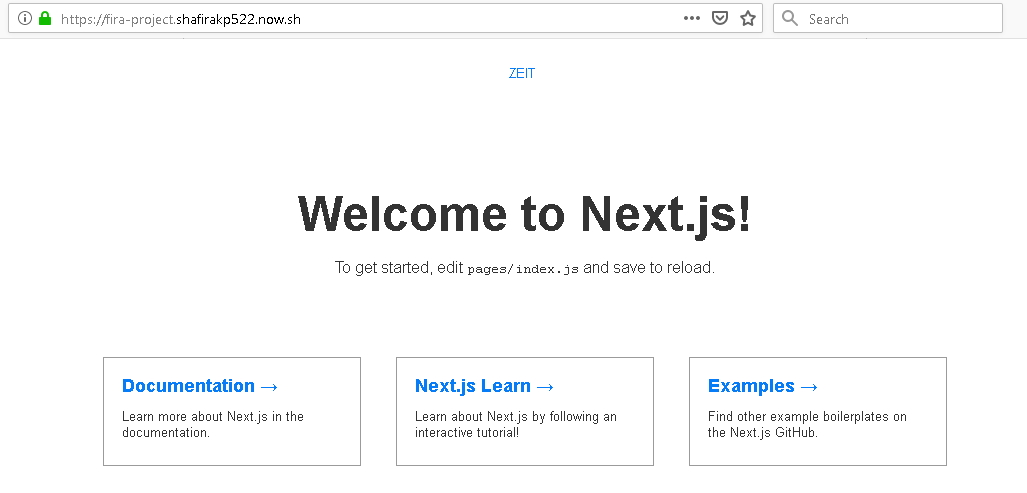 https://fira-project.shafirakp522.now.sh
Search
ZEIT
Welcome to Next.js!
To get started, edit pages/index.js and save to reload.
Documentation →
Learn more about Next.js in the
documentation.
Next.js Learn →
Learn about Next.js by following an
interactive tutorial!
Examples →
Find other example boilerplates on
the Next.js GitHub.